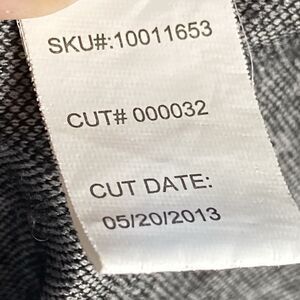 SKU#:10011653
CUT# 000032
CUT DATE:
05/20/2013